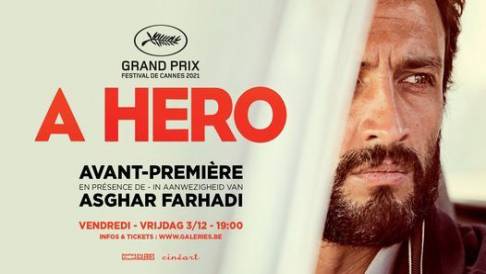 GRAND PRIX
FESTIVAL DE CANNES 2021
A HERO
AVANT-PREMIÈRE
EN PRÉSENCE DE - IN AANWEZIGHEID VAN
ASGHAR FARHADI
VENDREDI - VRIJDAG 3/12 - 19:00
INFOS & TICKETS : WWW.GALERIES.BE
cinéart